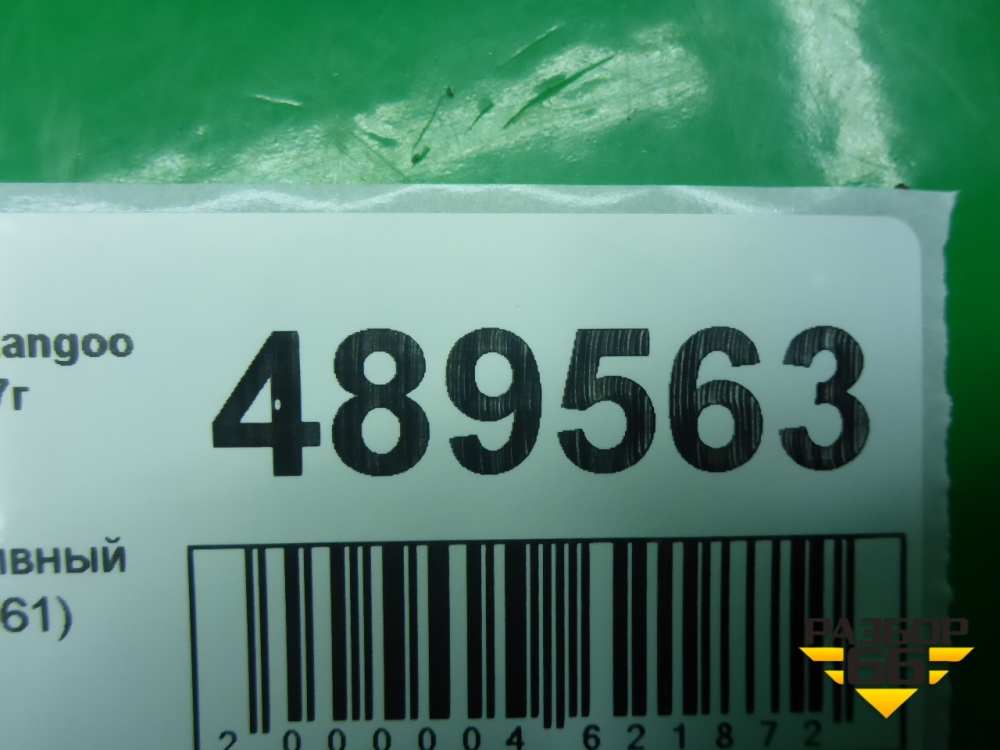 angoo
489563
7г
ивный
61)
2 000004 621872
РАЗБОР
66